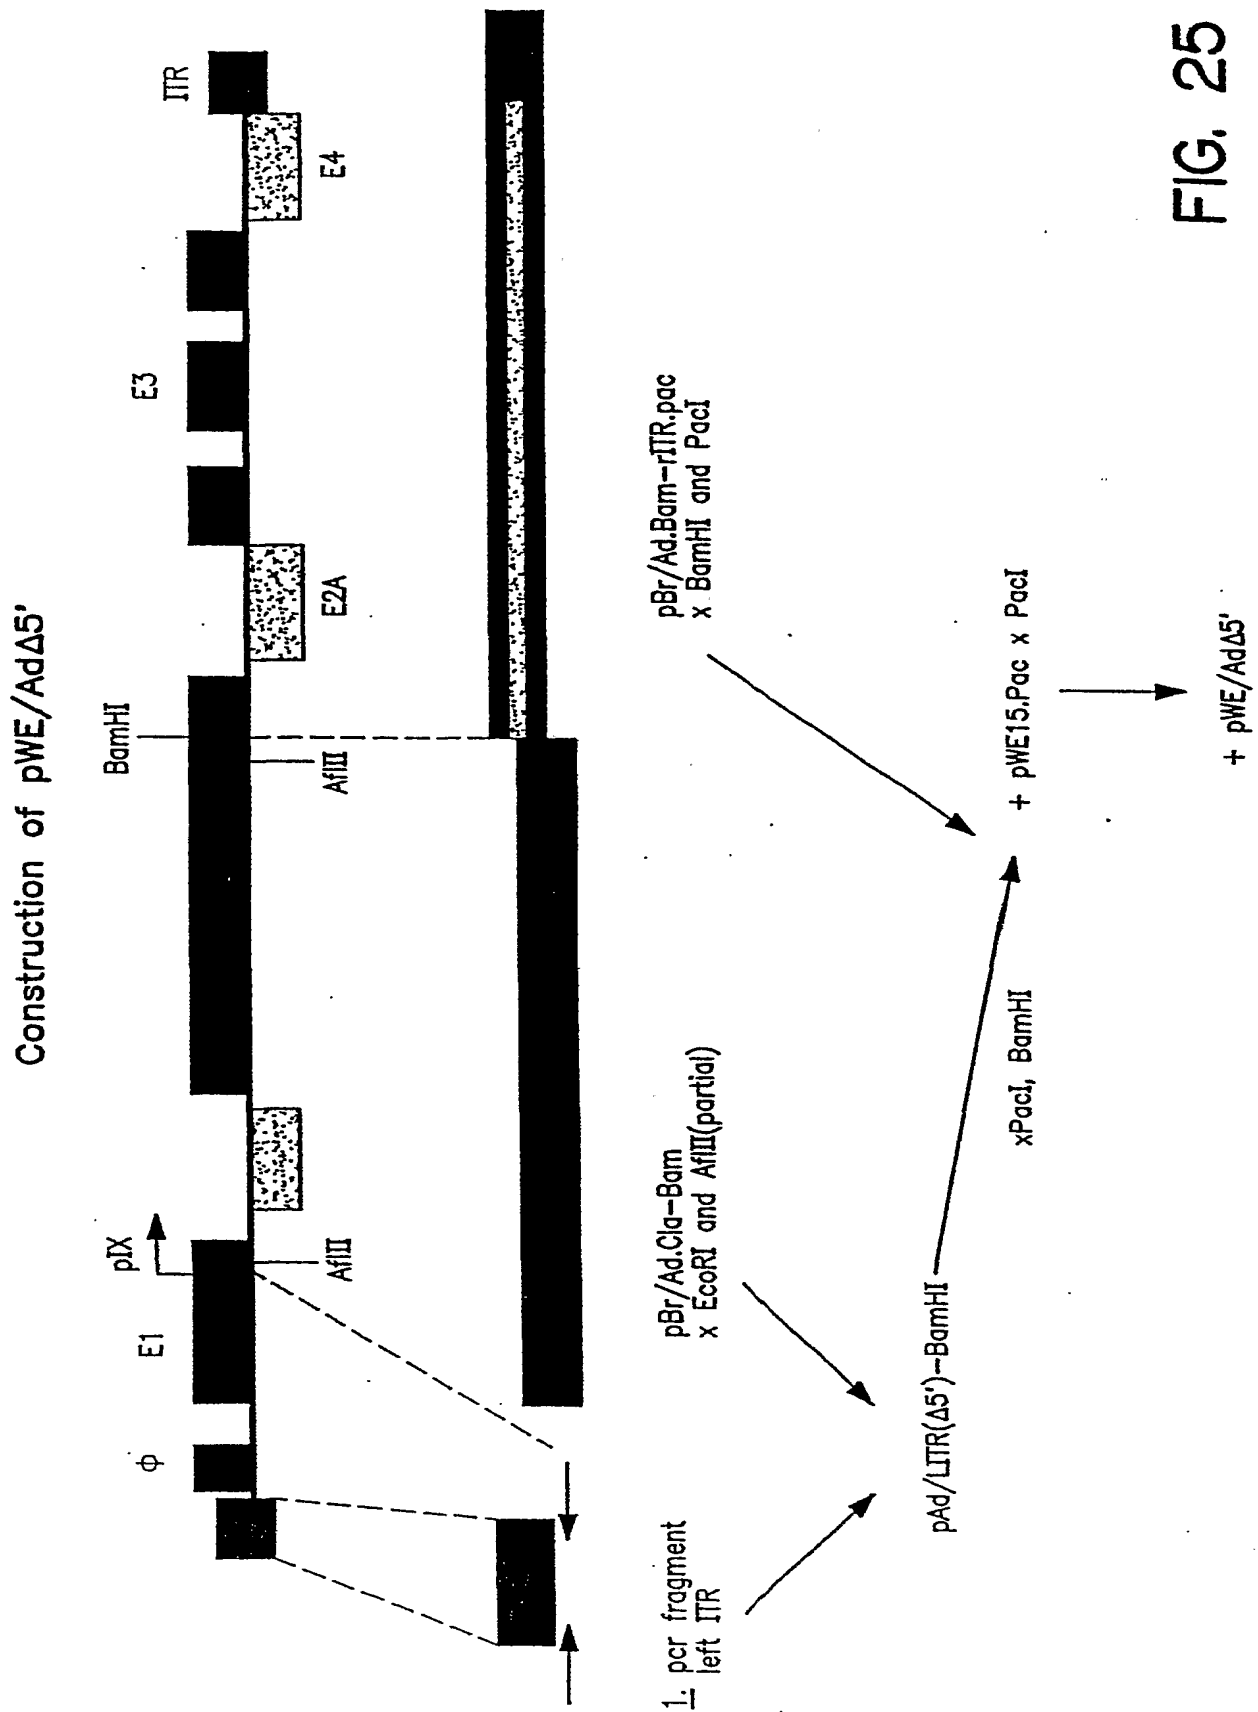 Construction of pWE/AdΔ5'
BamHI
ITR
E3
pIX
E1
ϕ
AflII
AflII
E2A
E4
1. pcr fragment
left ITR
pBr/Ad.Cla-Bam
x EcoRI and AflII(partial)
pBr/Ad.Bam-rITR.pac
x BamHI and PacI
pAd/LITR(Δ5')-BamHI
xPacI, BamHI
+ pWE15.Pac x PacI
+ pWE/AdΔ5'
FIG. 25